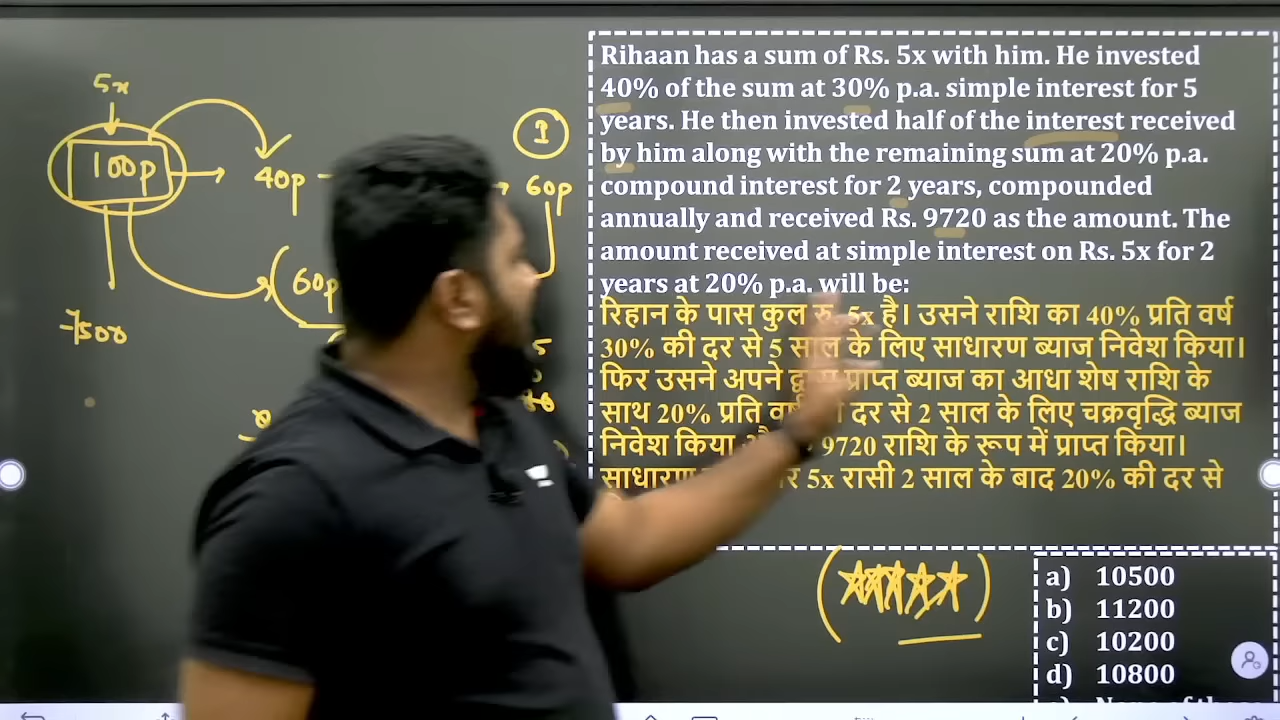 5x
100p
40p
1
60p
60p
7500
Rihaan has a sum of Rs. 5x with him. He invested
40% of the sum at 30% p.a. simple interest for 5
years. He then invested half of the interest received
by him along with the remaining sum at 20% p.a.
compound interest for 2 years, compounded
annually and received Rs. 9720 as the amount. The
amount received at simple interest on Rs. 5x for 2
years at 20% p.a. will be:
रिहान के पास कुल रु. 5x है। उसने राशि का 40% प्रति वर्ष
30% की दर से 5 साल के लिए साधारण ब्याज निवेश किया।
फिर उसने अपने प्राप्त ब्याज का आधा शेष राशि के
साथ 20% प्रति दर से 2 साल के लिए चक्रवृद्धि ब्याज
निवेश किया 9720 राशि के रूप में प्राप्त किया।
साधारण 5x रासी 2 साल के बाद 20% की दर से
a) 10500
b) 11200
c) 10200
d) 10800